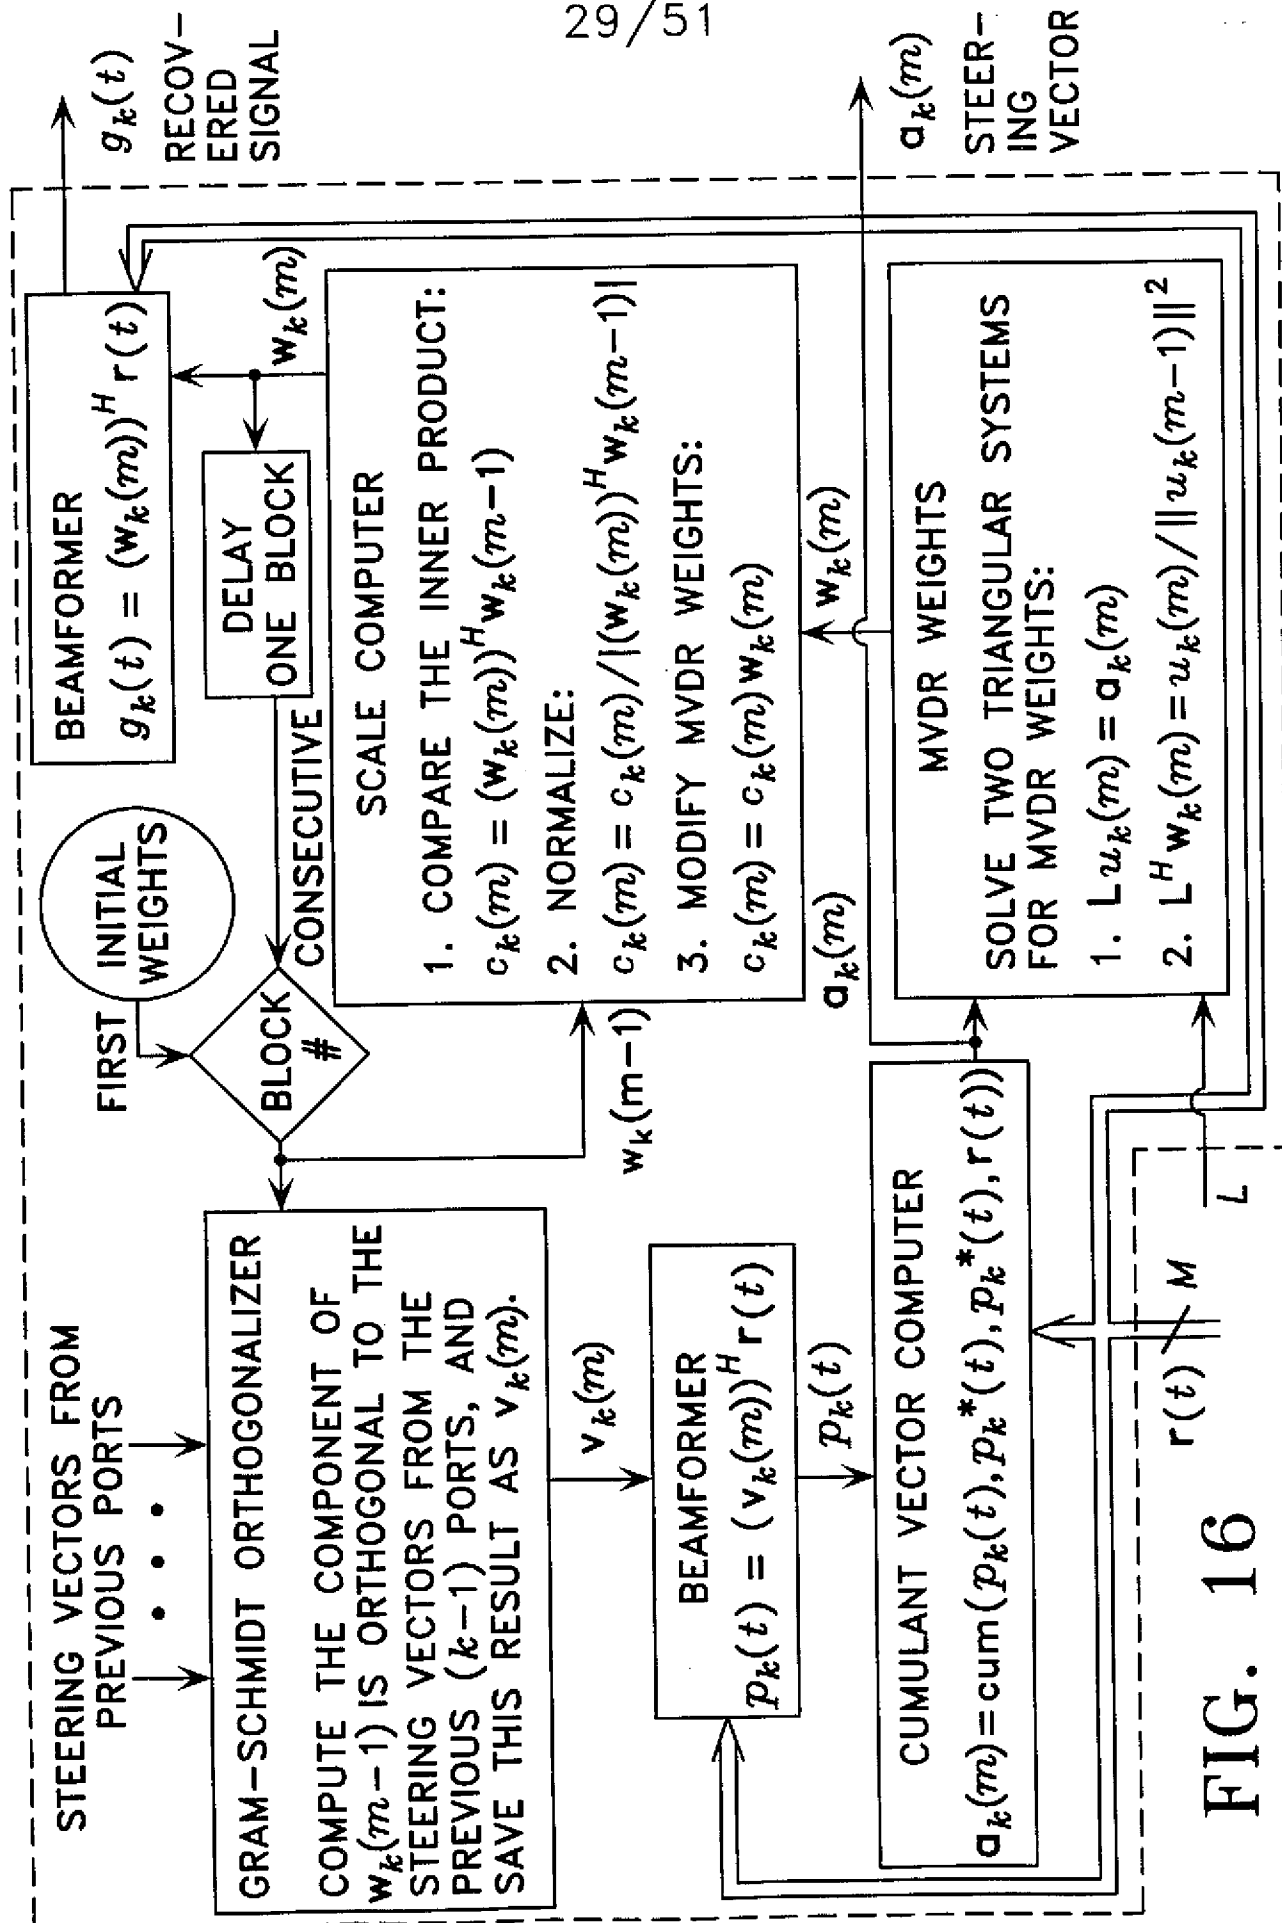 29/51
STEERING VECTORS FROM
PREVIOUS PORTS
GRAM-SCHMIDT ORTHOGONALIZER
COMPUTE THE COMPONENT OF
w_k(m-1) IS ORTHOGONAL TO THE
STEERING VECTORS FROM THE
PREVIOUS (k-1) PORTS, AND
SAVE THIS RESULT AS v_k(m).
v_k(m)
BEAMFORMER
p_k(t) = (v_k(m))^H r(t)
p_k(t)
CUMULANT VECTOR COMPUTER
a_k(m)=cum(p_k(t),p_k*(t),p_k*(t),r(t))
r(t)
M
L
FIRST
INITIAL
WEIGHTS
BLOCK
#
CONSECUTIVE
w_k(m-1)
DELAY
ONE BLOCK
BEAMFORMER
g_k(t) = (w_k(m))^H r(t)
w_k(m)
SCALE COMPUTER
1. COMPARE THE INNER PRODUCT:
c_k(m) = (w_k(m))^H w_k(m-1)
2. NORMALIZE:
c_k(m) = c_k(m)/|(w_k(m))^H w_k(m-1)|
3. MODIFY MVDR WEIGHTS:
c_k(m) = c_k(m) w_k(m)
a_k(m)
w_k(m)
MVDR WEIGHTS
SOLVE TWO TRIANGULAR SYSTEMS
FOR MVDR WEIGHTS:
1. L u_k(m) = a_k(m)
2. L^H w_k(m) = u_k(m)/||u_k(m-1)||^2
g_k(t)
RECOV-
ERED
SIGNAL
a_k(m)
STEER-
ING
VECTOR
FIG. 16